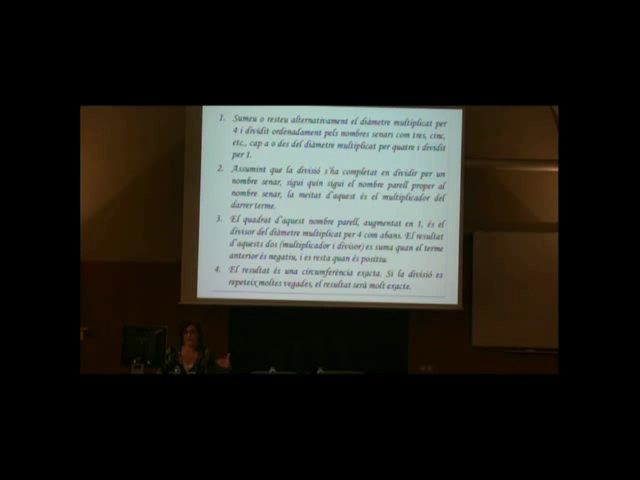 1. Sumeu o resteu alternativament el diàmetre multiplicat per
4 i dividit ordenadament pels nombres senars com tres, cinc,
etc., cap a o des del diàmetre multiplicat per quatre i dividit
per 1.
2. Assumint que la divisió s'ha completat en dividir per un
nombre senar, sigui quin sigui el nombre parell proper al
nombre senar, la meitat d'aquest és el multiplicador del
darrer terme.
3. El quadrat d'aquest nombre parell, augmentat en 1, és el
divisor del diàmetre multiplicat per 4 com abans. El resultat
d'aquests dos (multiplicador i divisor) es suma quan el terme
anterior és negatiu, i es resta quan és positiu.
4. El resultat és una circumferència exacta. Si la divisió es
repeteix moltes vegades, el resultat serà molt exacte.